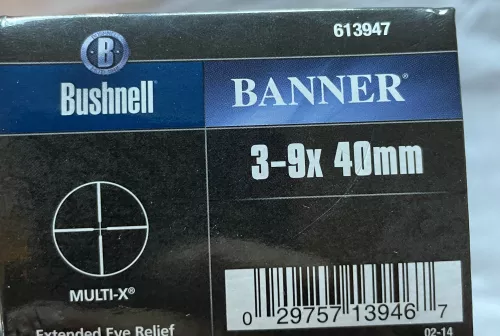 613947
B
Bushnell®
BANNER®
3-9x 40mm
MULTI-X®
Extended Eye Relief
0 29757 13946 7
02-14